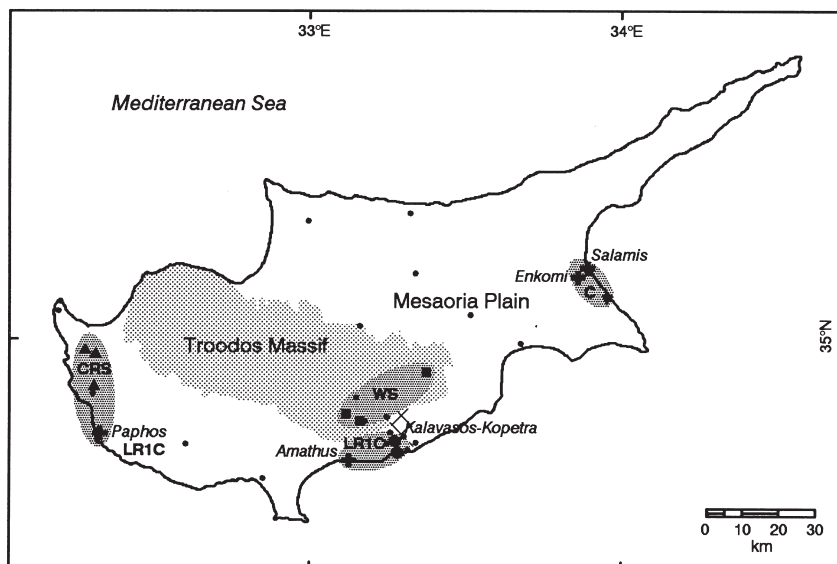 33°E
34°E
Mediterranean Sea
Salamis
Enkomi
C
Mesaoria Plain
Troodos Massif
35°N
CRS
WS
Kalavasos-Kopetra
Paphos
LR1C
LR1C
Amathus
0 10 20 30
km